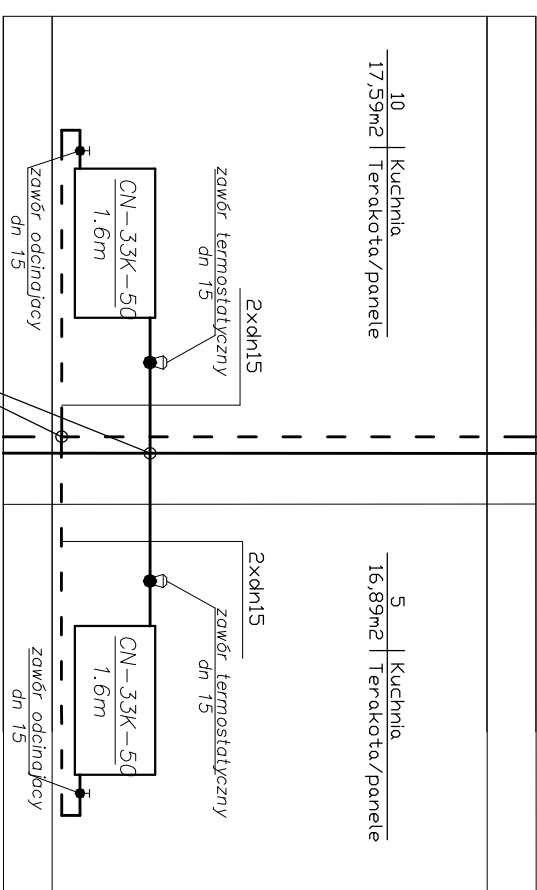 10 | Kuchnia
17,59m2 | Terakota/panele
zawór termostatyczny
dn 15
2xdn15
CN-33K-50
1.6m
zawór odcinajacy
dn 15
5 | Kuchnia
16,89m2 | Terakota/panele
2xdn15
zawór termostatyczny
dn 15
CN-33K-50
1.6m
zawór odcinajacy
dn 15